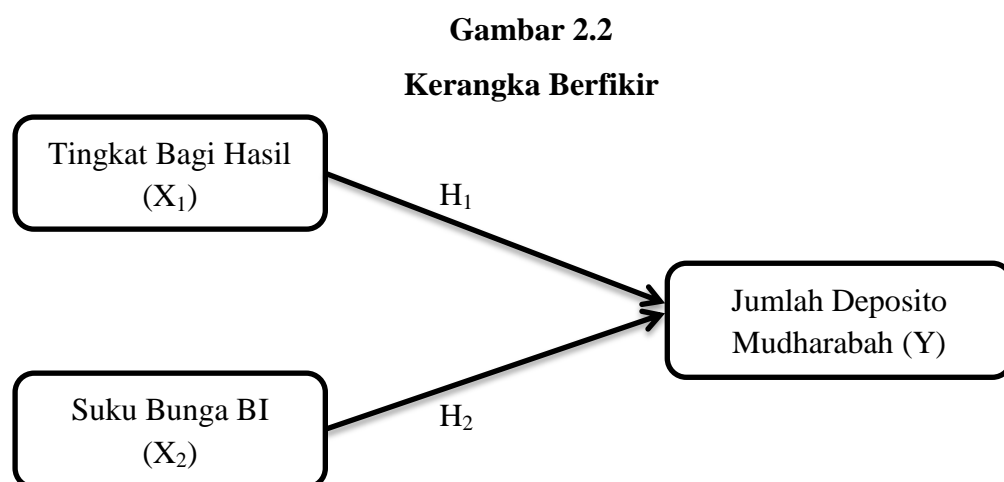 Gambar 2.2
Kerangka Berfikir
Tingkat Bagi Hasil
(X₁)
H₁
Jumlah Deposito
Mudharabah (Y)
Suku Bunga BI
(X₂)
H₂